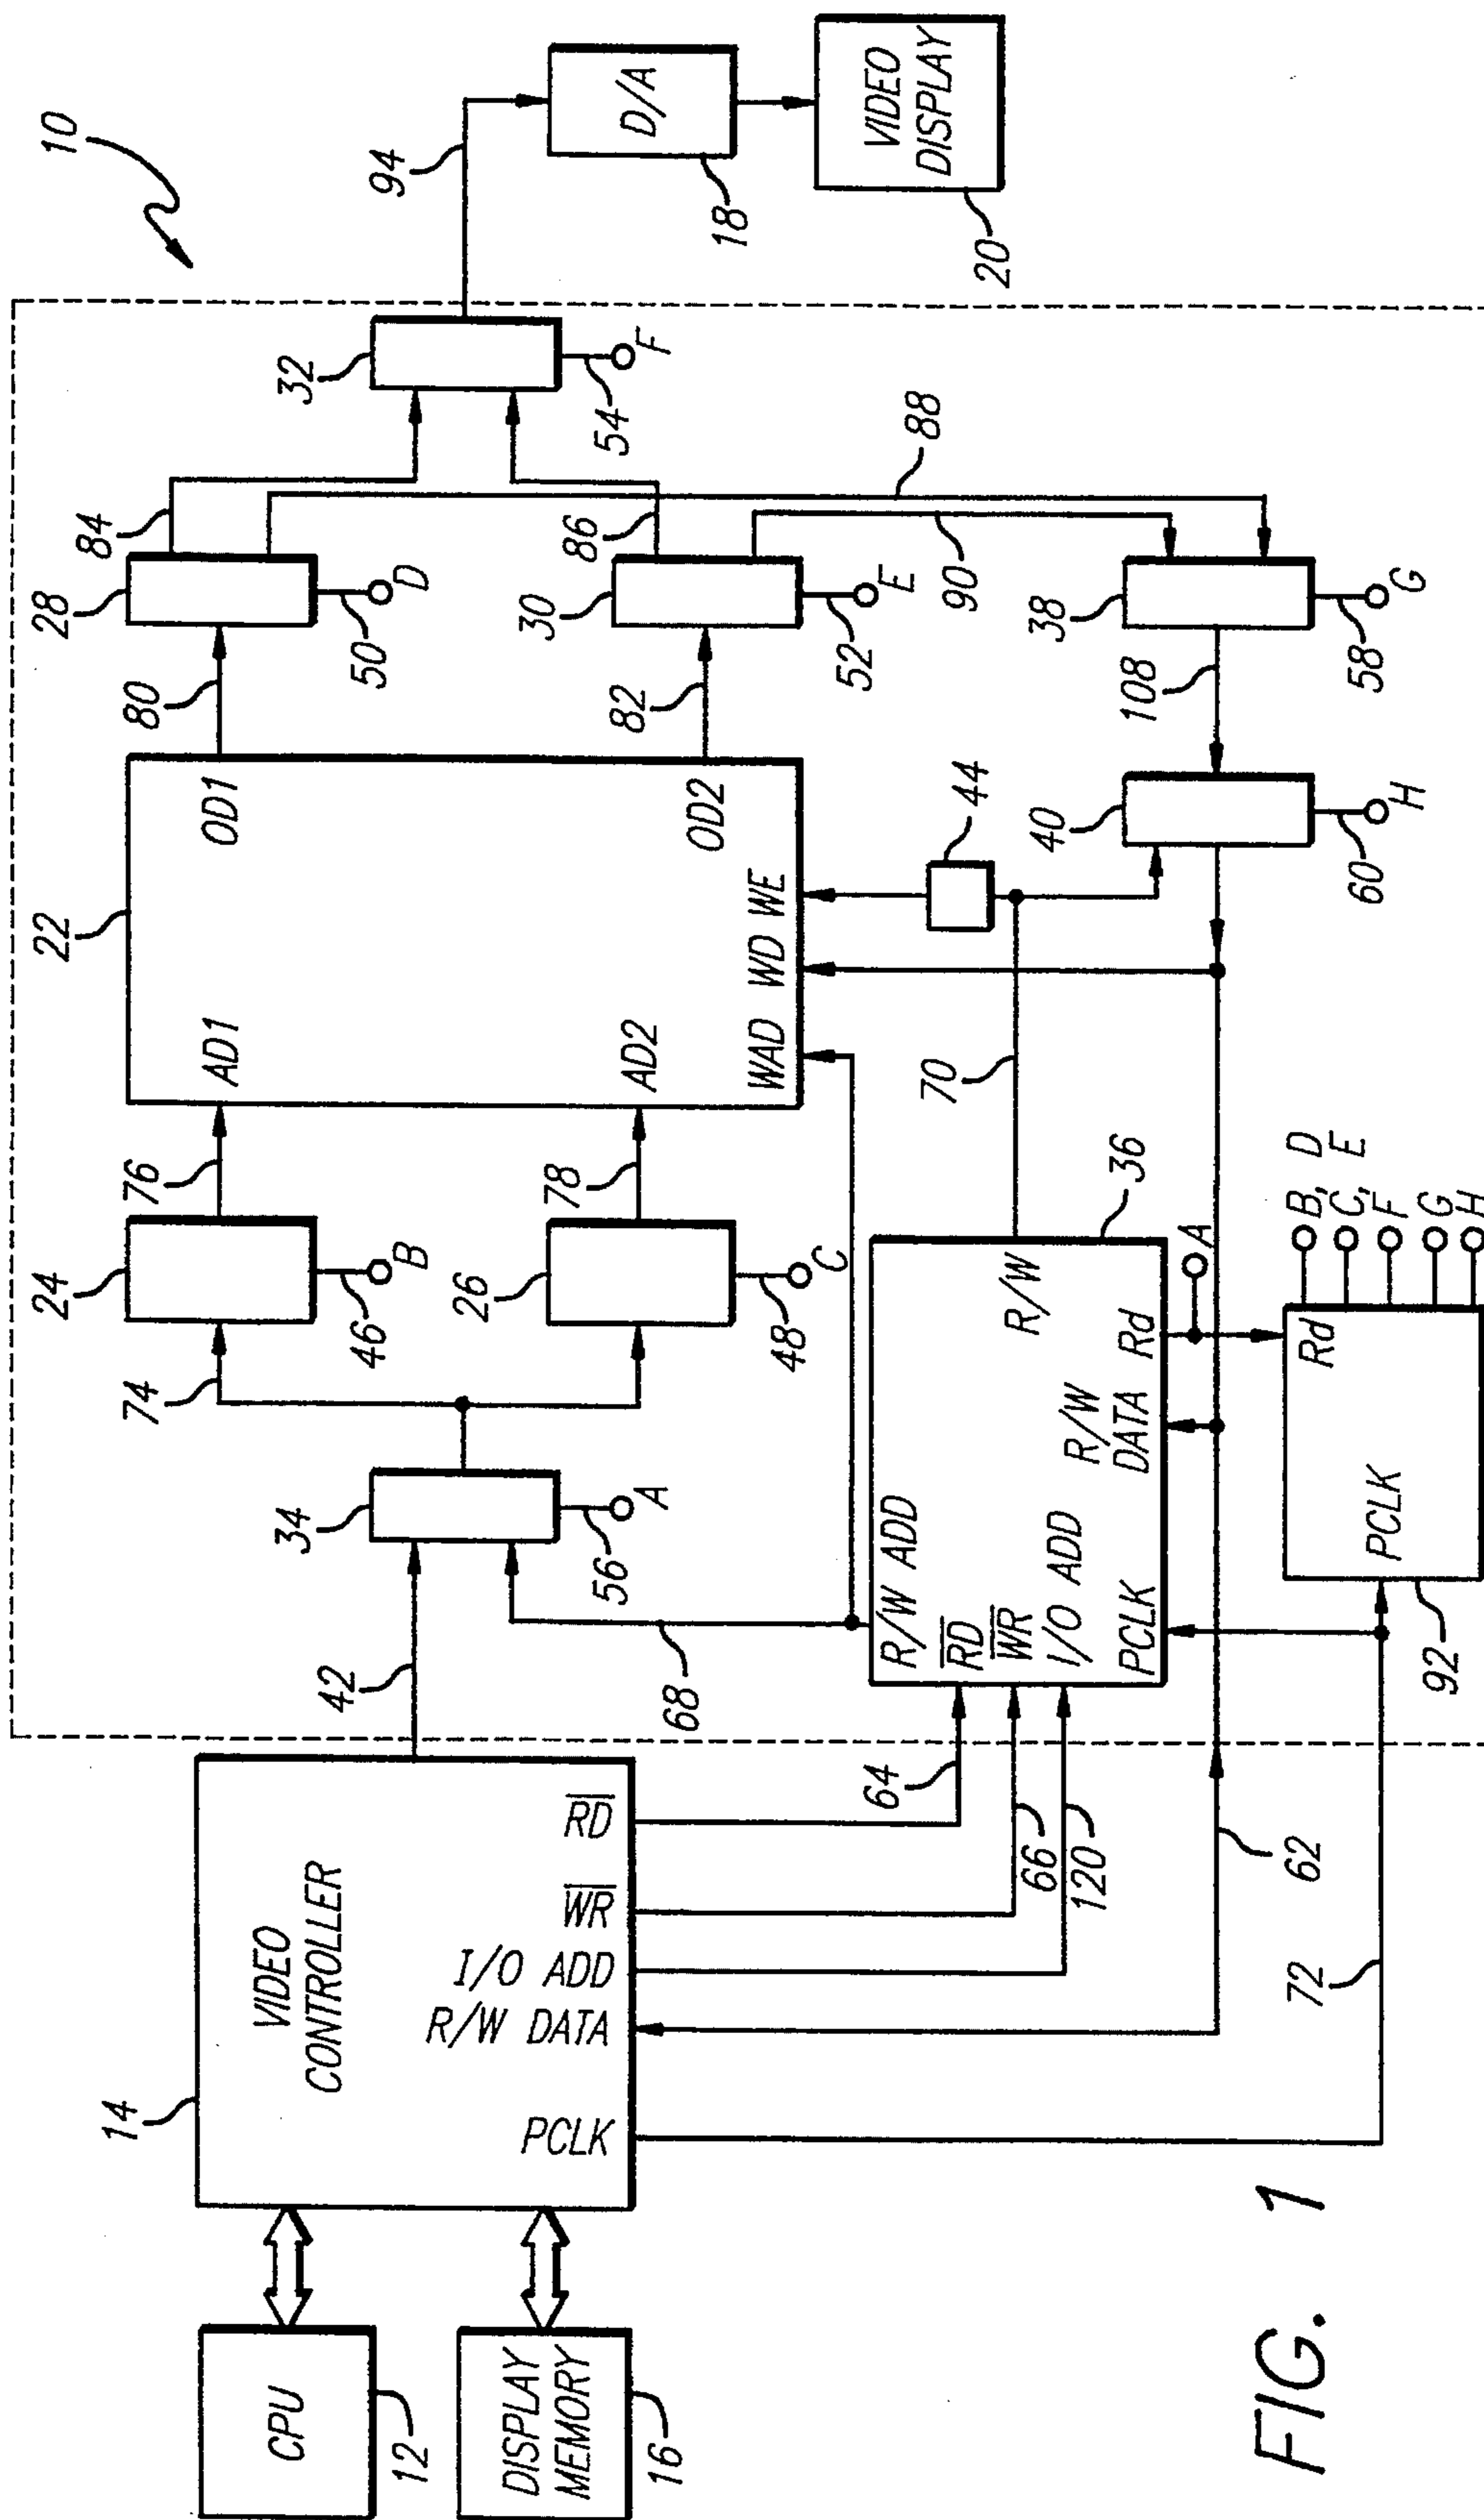 10
14
VIDEO
CONTROLLER
RD
WR
I/O ADD
R/W DATA
PCLK
CPU
12
DISPLAY
MEMORY
16
42
34
56
A
68
74
24
76
46
B
26
78
48
C
22
AD1
OD1
AD2
OD2
WAD WD WE
80
28
84
50
D
82
30
86
52
E
32
94
54
F
88
90
D/A
18
VIDEO
DISPLAY
20
44
70
40
108
38
60
H
58
G
36
R/W ADD
RD
WR
I/O ADD
PCLK
R/W
R/W
DATA
Rd
A
64
66
120
62
72
Rd
PCLK
92
B, D
C, E
F
G
H
FIG. 1